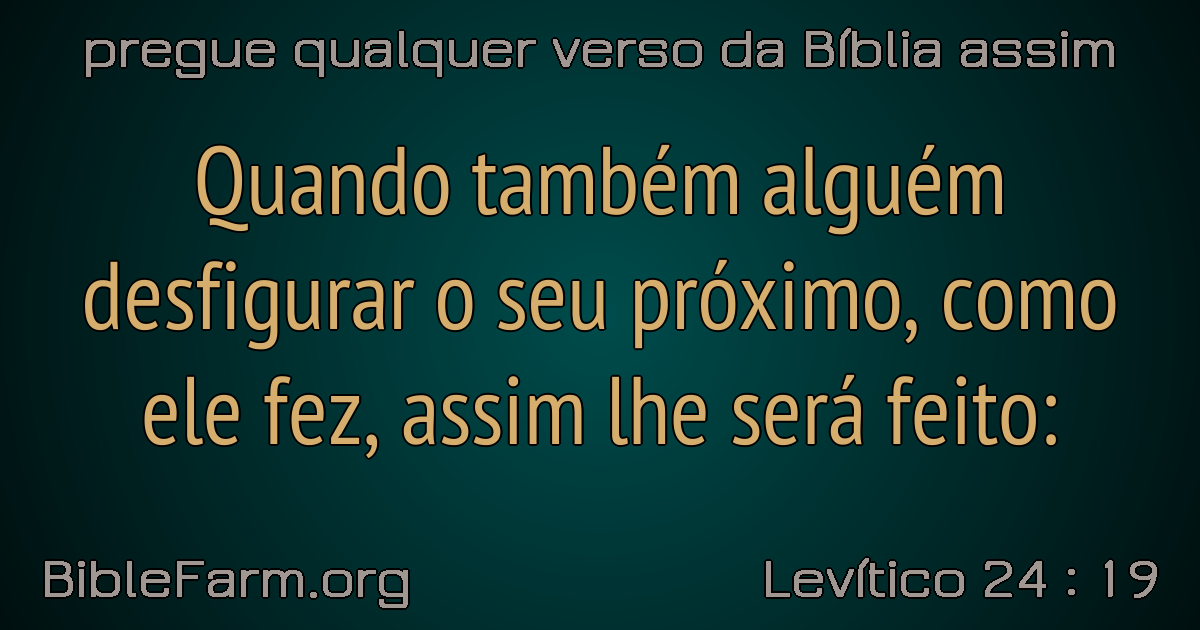 pregue qualquer verso da Bíblia assim
Quando também alguém
desfigurar o seu próximo, como
ele fez, assim lhe será feito:
BibleFarm.org
Levítico 24 : 19